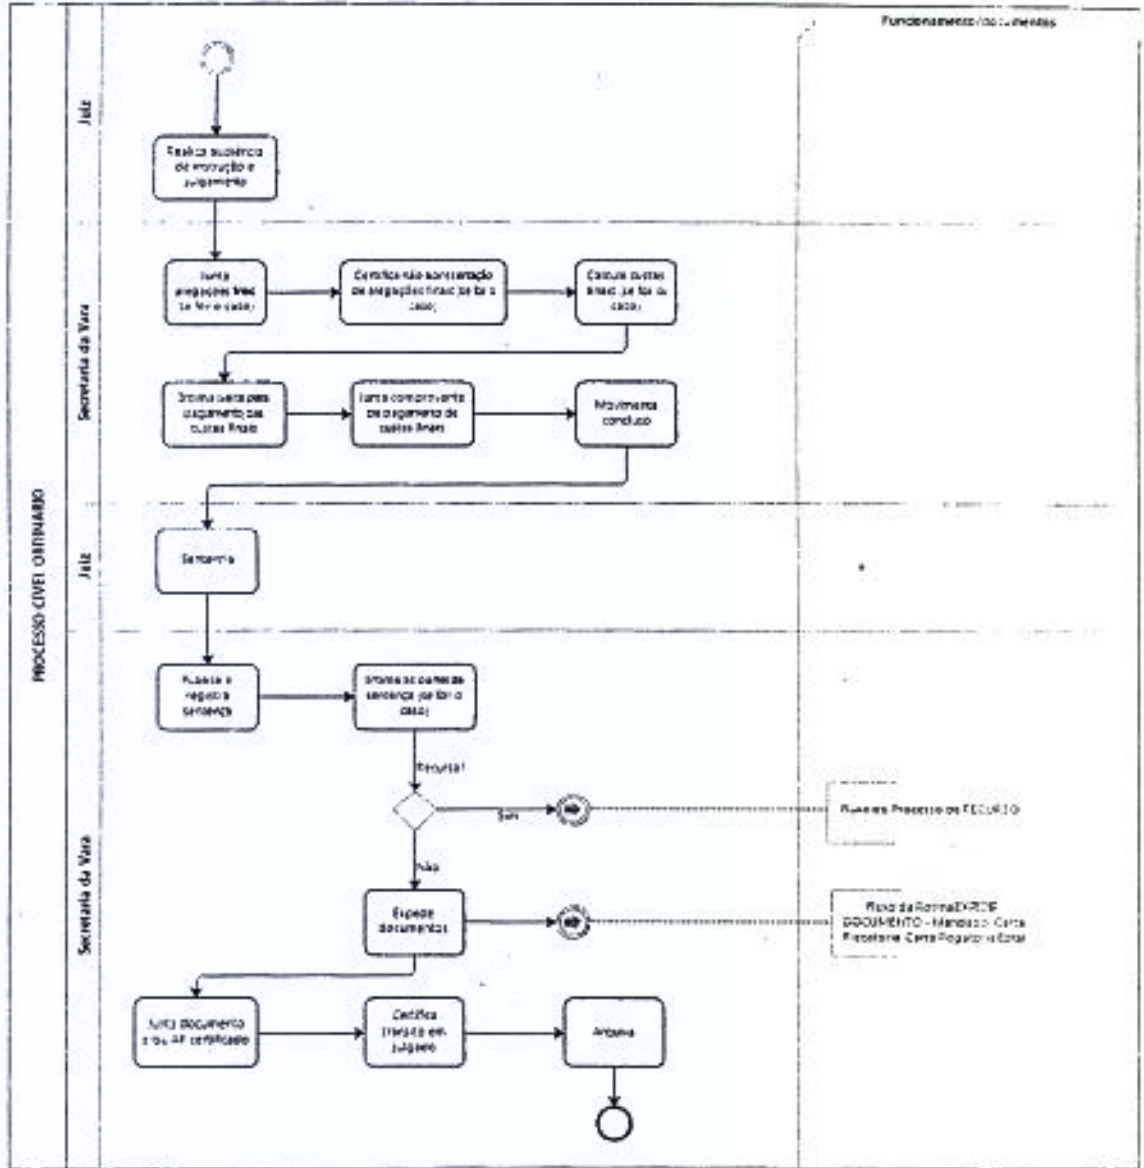 Funcionamento/documentos
PROCESSO CÍVEL ORDINÁRIO
Juiz
Realiza audiência
de instrução e
julgamento
Secretaria da Vara
Junta
alegações finais
(se for o caso)
Certifica não apresentação
de alegações finais (se for o
caso)
Calcula custas
finais (se for o
caso)
Intima parte para
pagamento das
custas finais
Junta comprovante
de pagamento de
custas finais
Movimenta
concluso
Juiz
Sentencia
Secretaria da Vara
Publica e
registra
sentença
Intima as partes da
sentença (se for o
caso)
Recurso?
Sim
Fluxo do Processo de RECURSO
Não
Expede
documentos
Fluxo da Rotina EXPEDE
DOCUMENTO - Mandado, Carta
Precatória, Carta Rogatória, Edital
Junta documento
e/ou AR certificado
Certifica
trânsito em
julgado
Arquiva